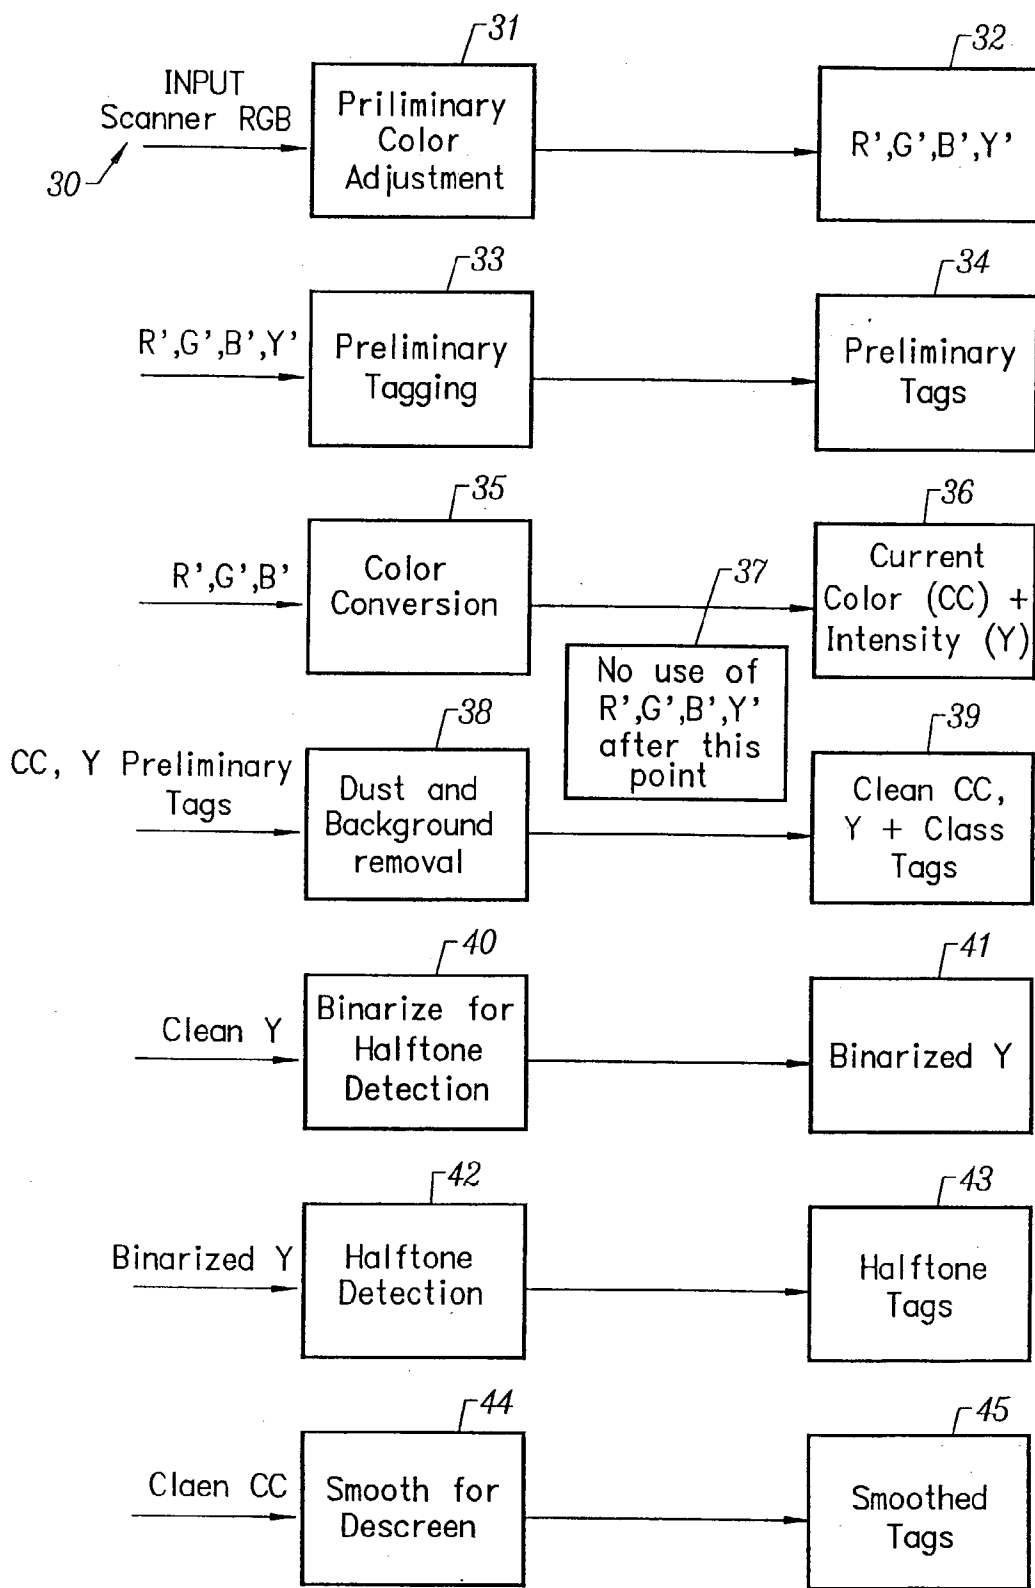 31
32
INPUT
Scanner RGB
30
Priliminary
Color
Adjustment
R',G',B',Y'
33
34
R',G',B',Y'
Preliminary
Tagging
Preliminary
Tags
35
36
R',G',B'
Color
Conversion
37
Current
Color (CC) +
Intensity (Y)
No use of
R',G',B',Y'
after this
point
38
39
CC, Y Preliminary
Tags
Dust and
Background
removal
Clean CC,
Y + Class
Tags
40
41
Clean Y
Binarize for
Halftone
Detection
Binarized Y
42
43
Binarized Y
Halftone
Detection
Halftone
Tags
44
45
Claen CC
Smooth for
Descreen
Smoothed
Tags